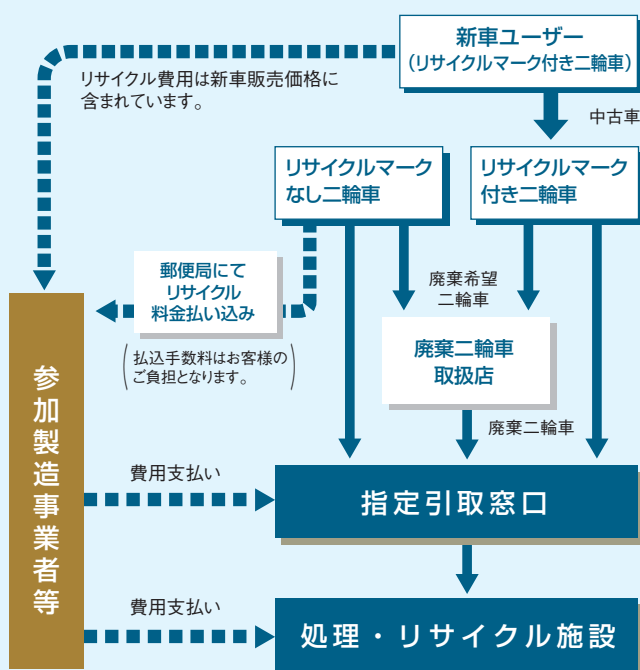 新車ユーザー
（リサイクルマーク付き二輪車）
リサイクル費用は新車販売価格に
含まれています。
中古車
リサイクルマーク
なし二輪車
リサイクルマーク
付き二輪車
郵便局にて
リサイクル
料金払い込み
（払込手数料はお客様の
ご負担となります。）
廃棄希望
二輪車
廃棄二輪車
取扱店
廃棄二輪車
参加製造事業者等
費用支払い
指定引取窓口
費用支払い
処理・リサイクル施設